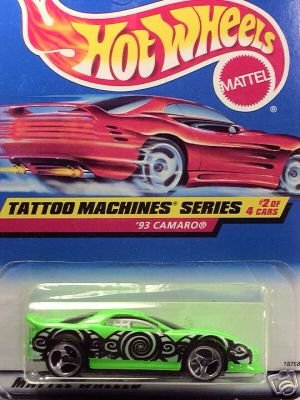 HOT WHEELS
MATTEL
®
TATTOO MACHINES® SERIES #2 OF 4 CARS
'93 CAMARO®